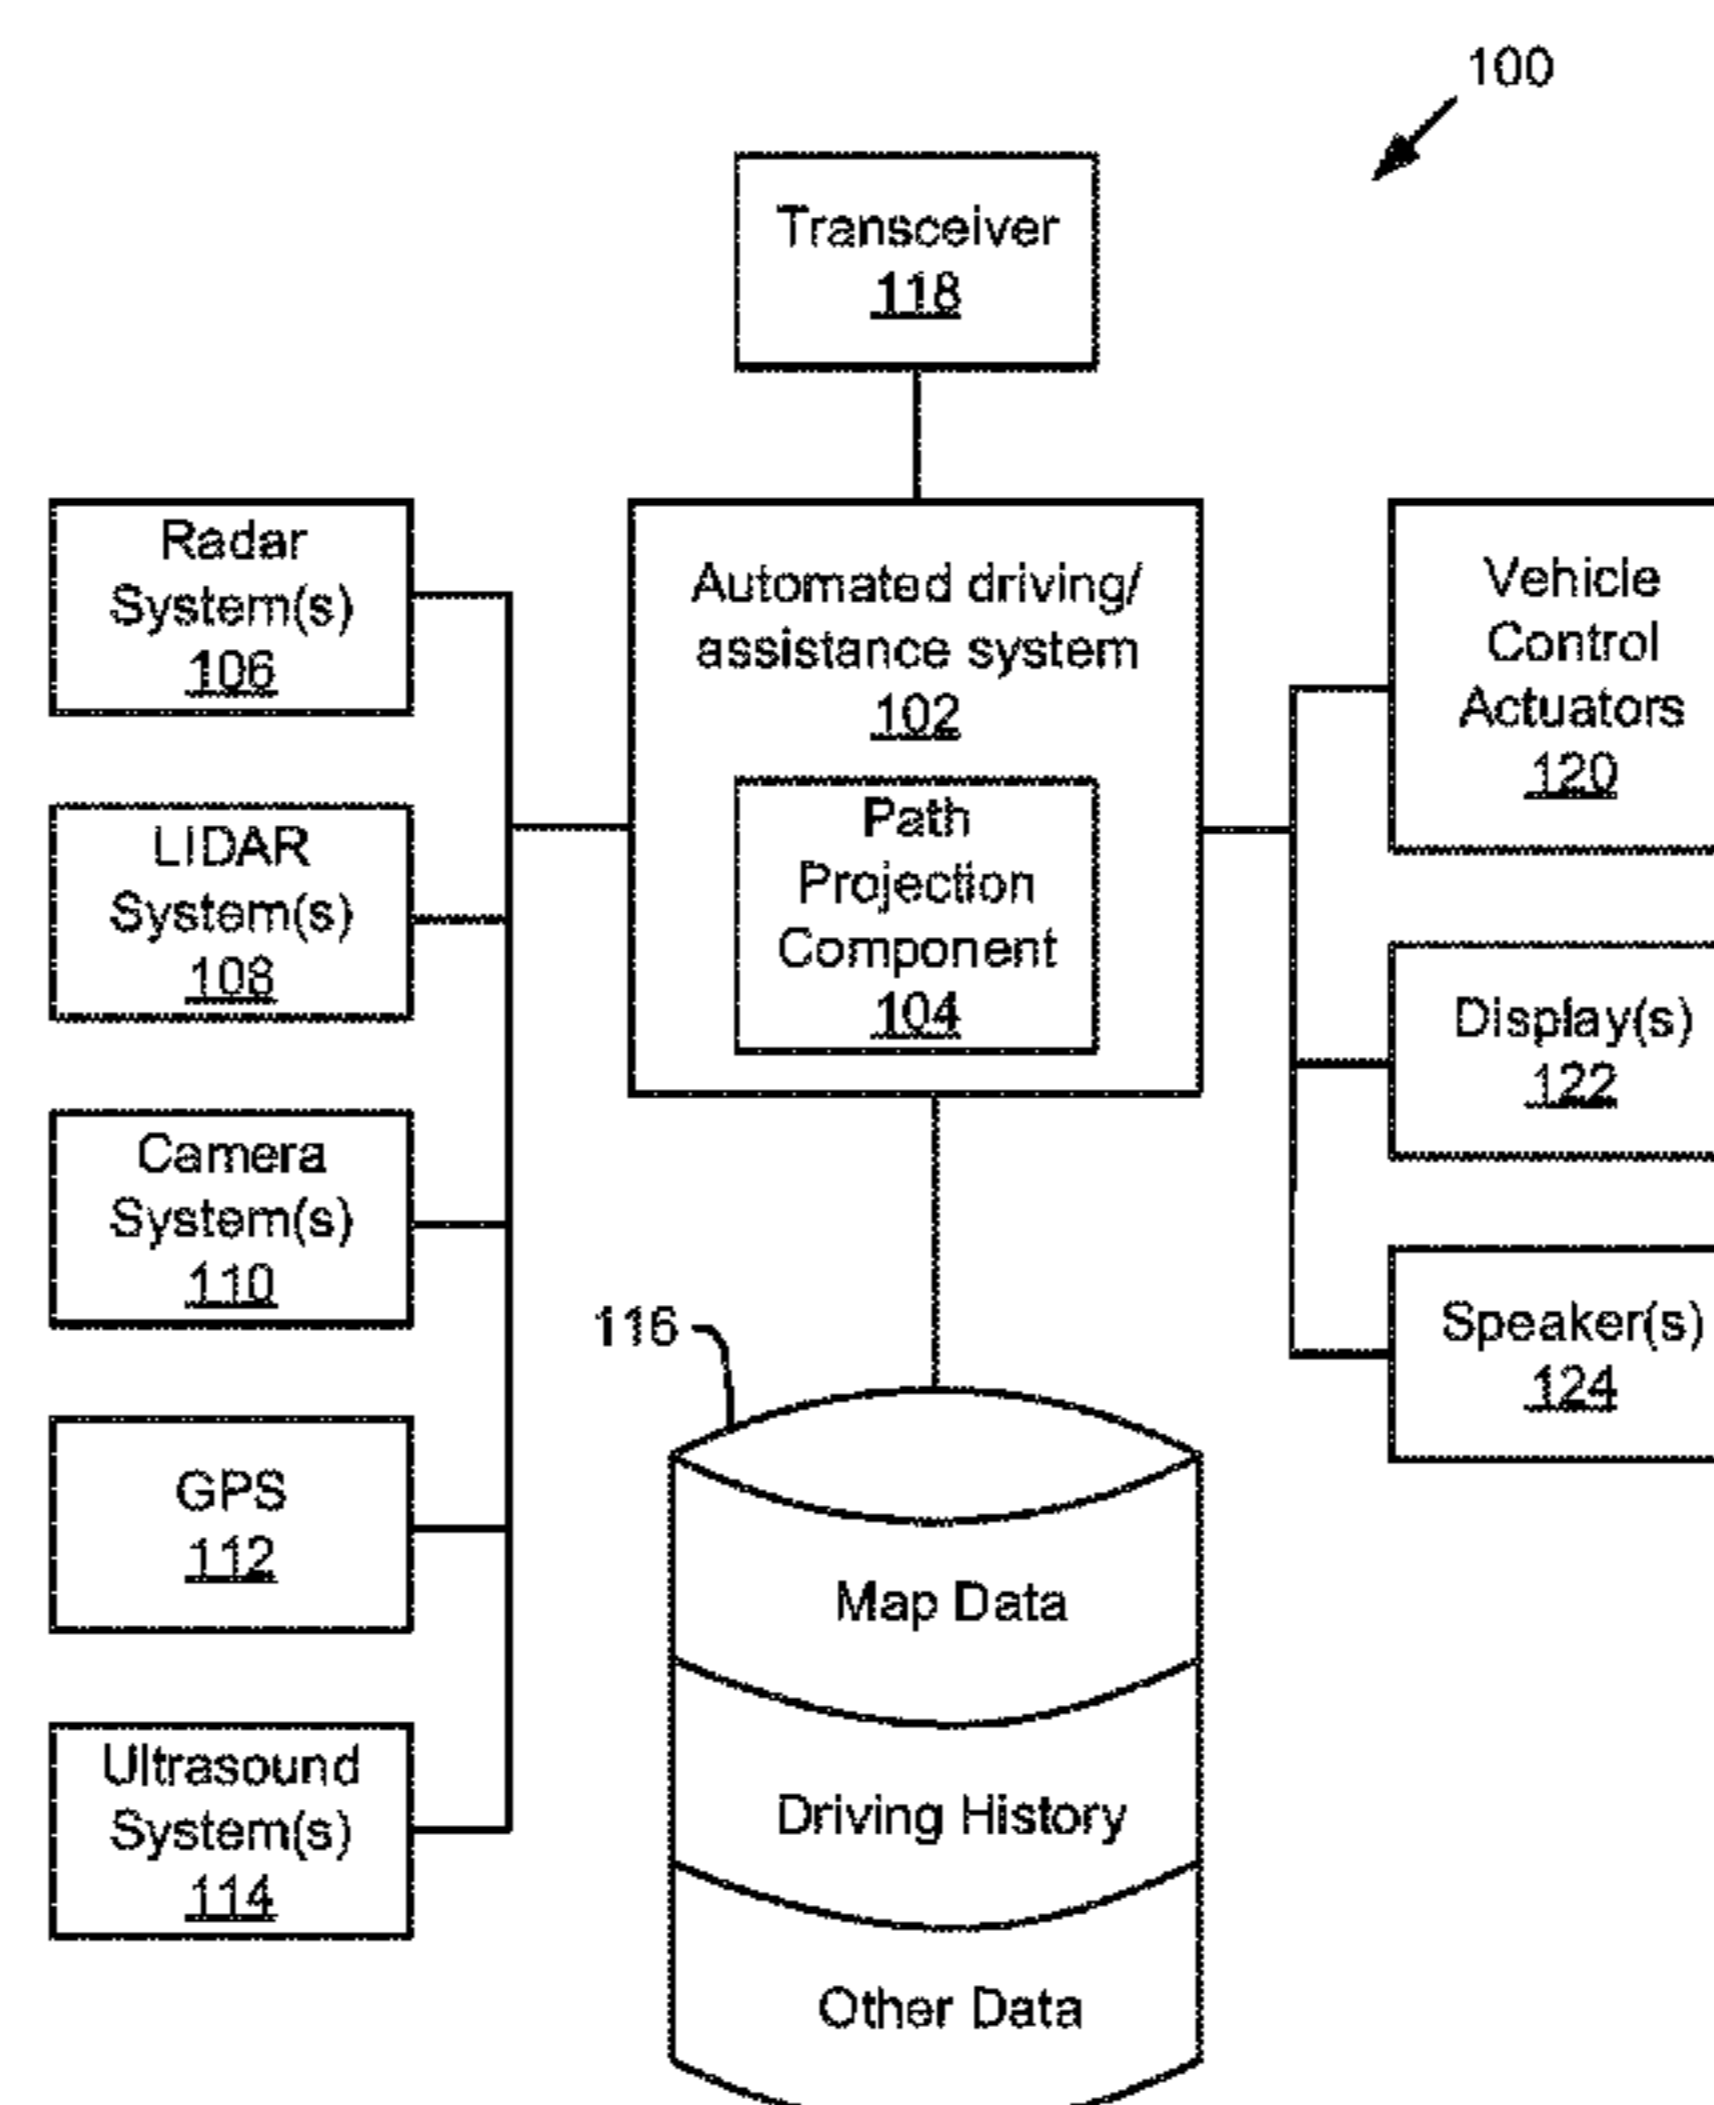 100
Transceiver
118
Radar
System(s)
106
LIDAR
System(s)
108
Camera
System(s)
110
GPS
112
Ultrasound
System(s)
114
Automated driving/
assistance system
102
Path
Projection
Component
104
116
Map Data
Driving History
Other Data
Vehicle
Control
Actuators
120
Display(s)
122
Speaker(s)
124